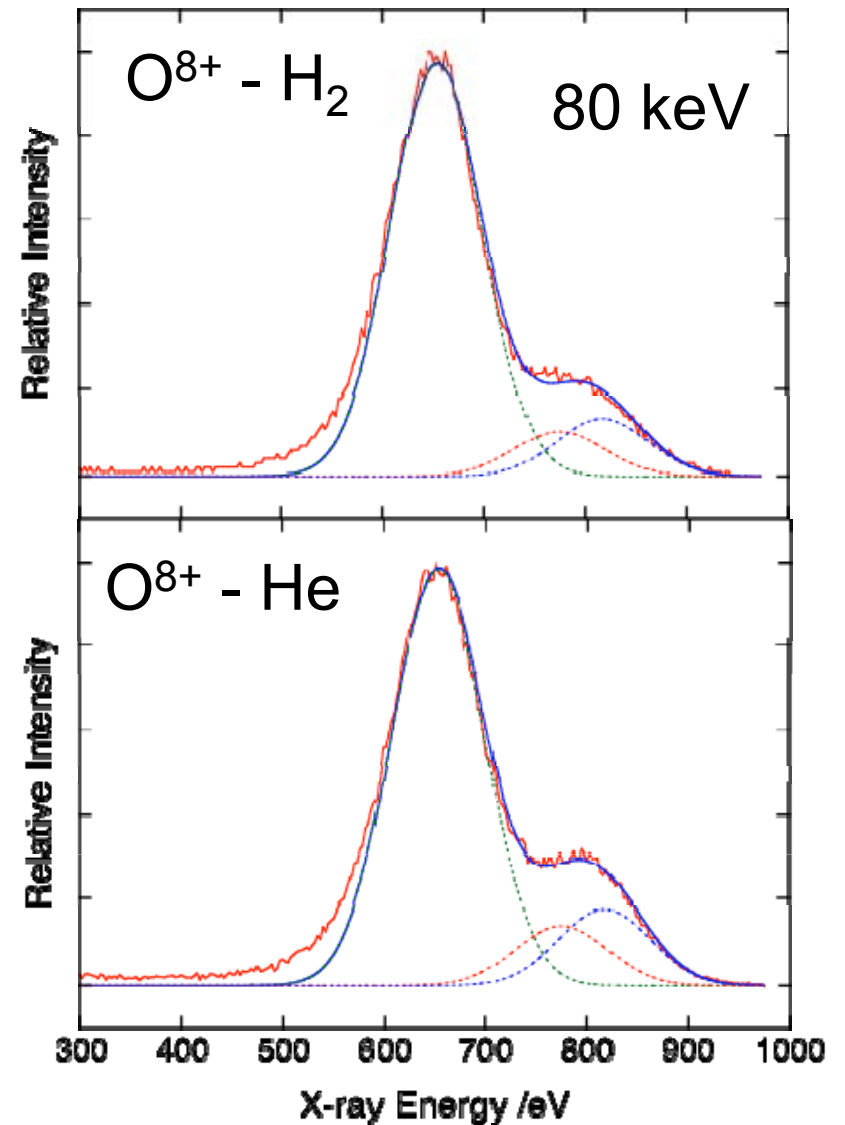 O8+ - H2
80 keV
Relative Intensity
O8+ - He
Relative Intensity
300 400 500 600 700 800 900 1000
X-ray Energy /eV